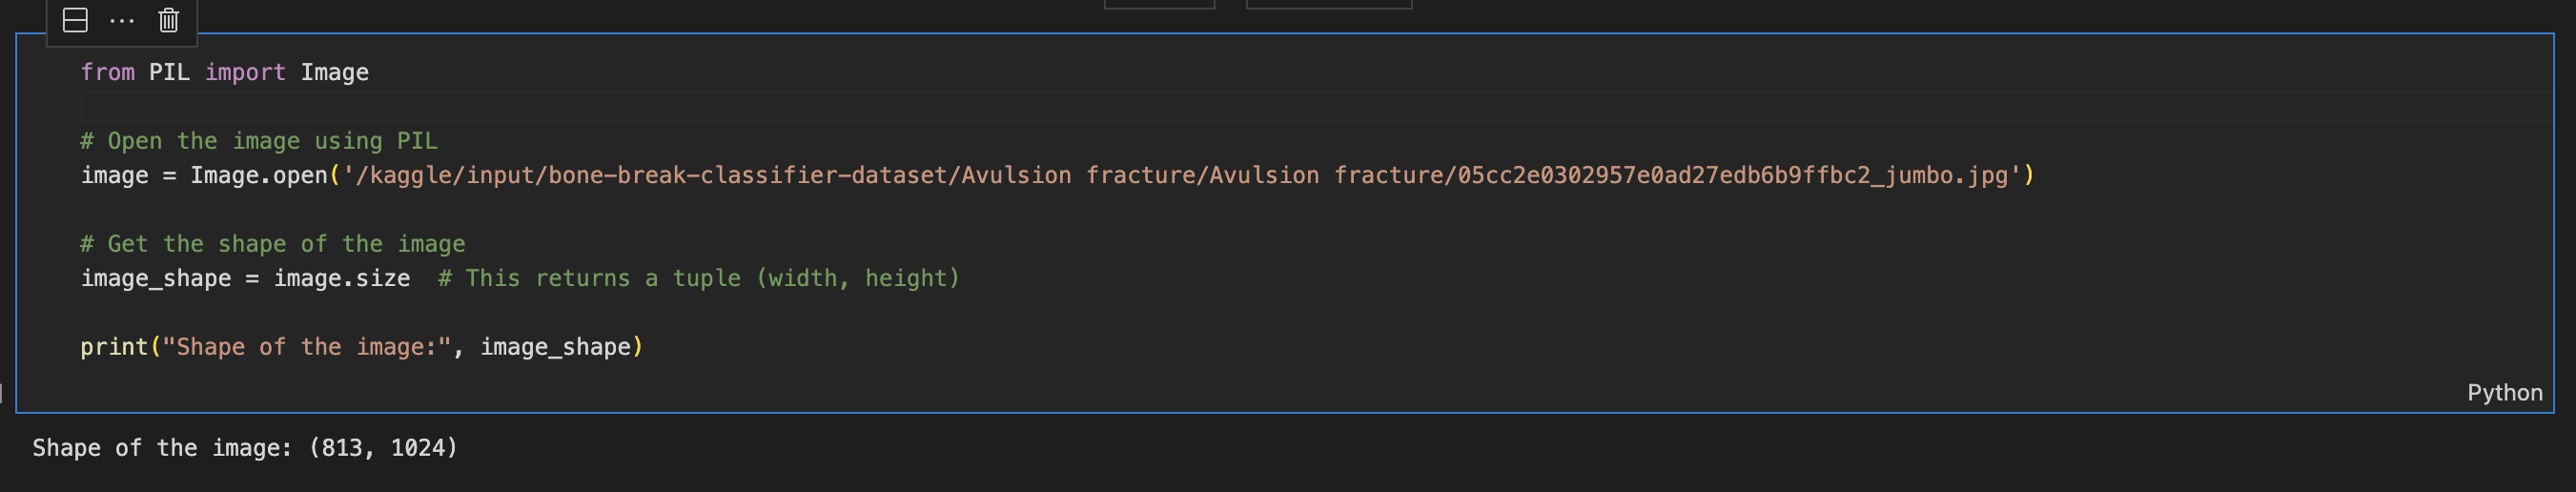 from PIL import Image
# Open the image using PIL
image = Image.open('/kaggle/input/bone-break-classifier-dataset/Avulsion fracture/Avulsion fracture/05cc2e0302957e0ad27edb6b9ffbc2_jumbo.jpg')
# Get the shape of the image
image_shape = image.size  # This returns a tuple (width, height)
print("Shape of the image:", image_shape)
Python
Shape of the image: (813, 1024)